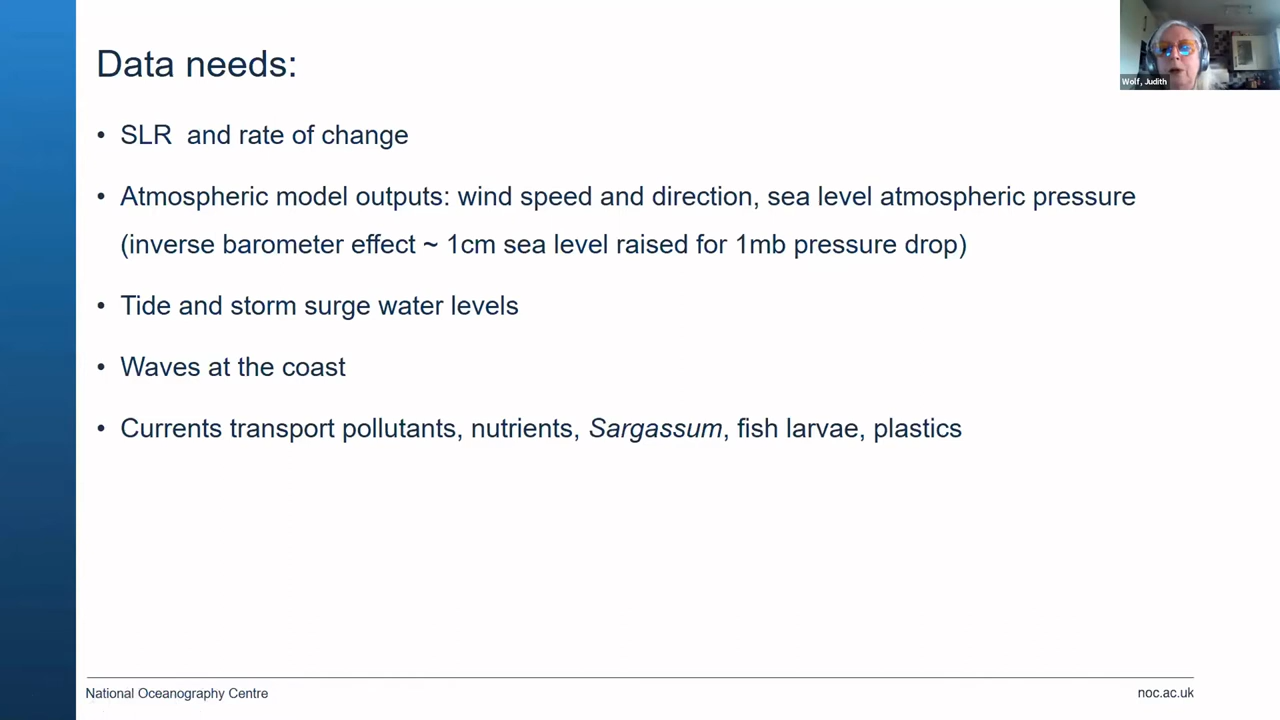 Data needs:
Wolf, Judith
• SLR and rate of change
• Atmospheric model outputs: wind speed and direction, sea level atmospheric pressure
(inverse barometer effect ~ 1cm sea level raised for 1mb pressure drop)
• Tide and storm surge water levels
• Waves at the coast
• Currents transport pollutants, nutrients, Sargassum, fish larvae, plastics
National Oceanography Centre
noc.ac.uk